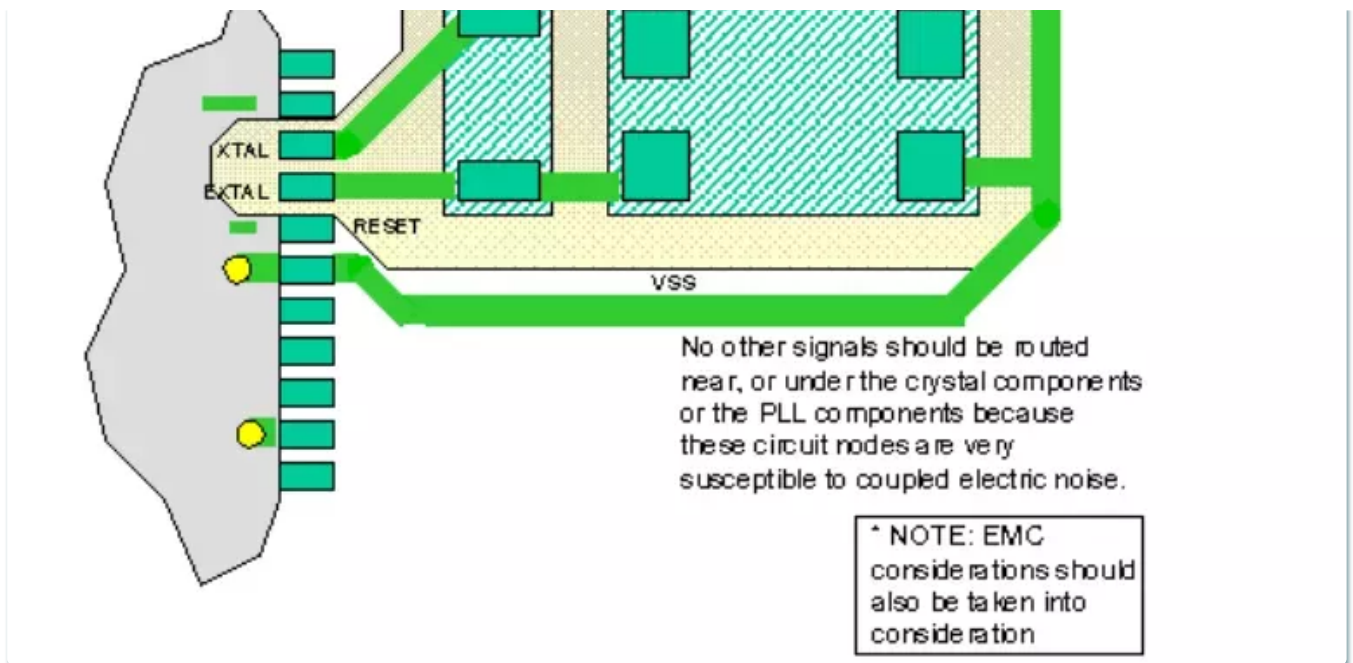 XTAL
EXTAL
RESET
VSS
No other signals should be routed
near, or under the crystal components
or the PLL components because
these circuit nodes are very
susceptible to coupled electric noise.
* NOTE: EMC
considerations should
also be taken into
consideration